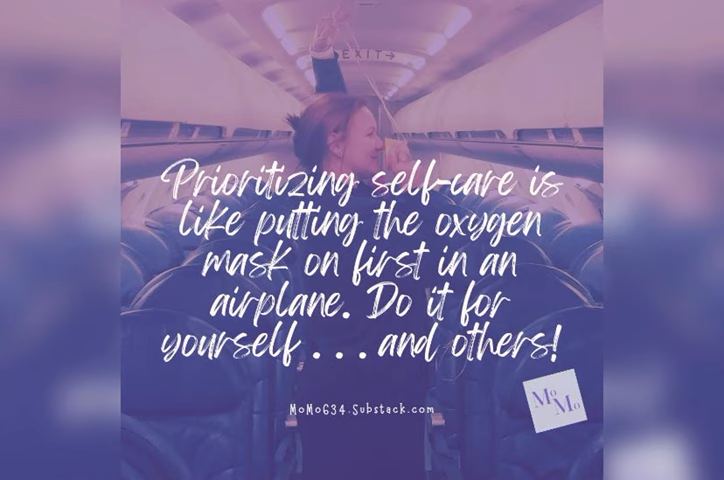 EXIT→
Prioritizing self-care is
like putting the oxygen
mask on first in an
airplane. Do it for
yourself . . . and others!
MoMo634.Substack.com
Mo
Mo